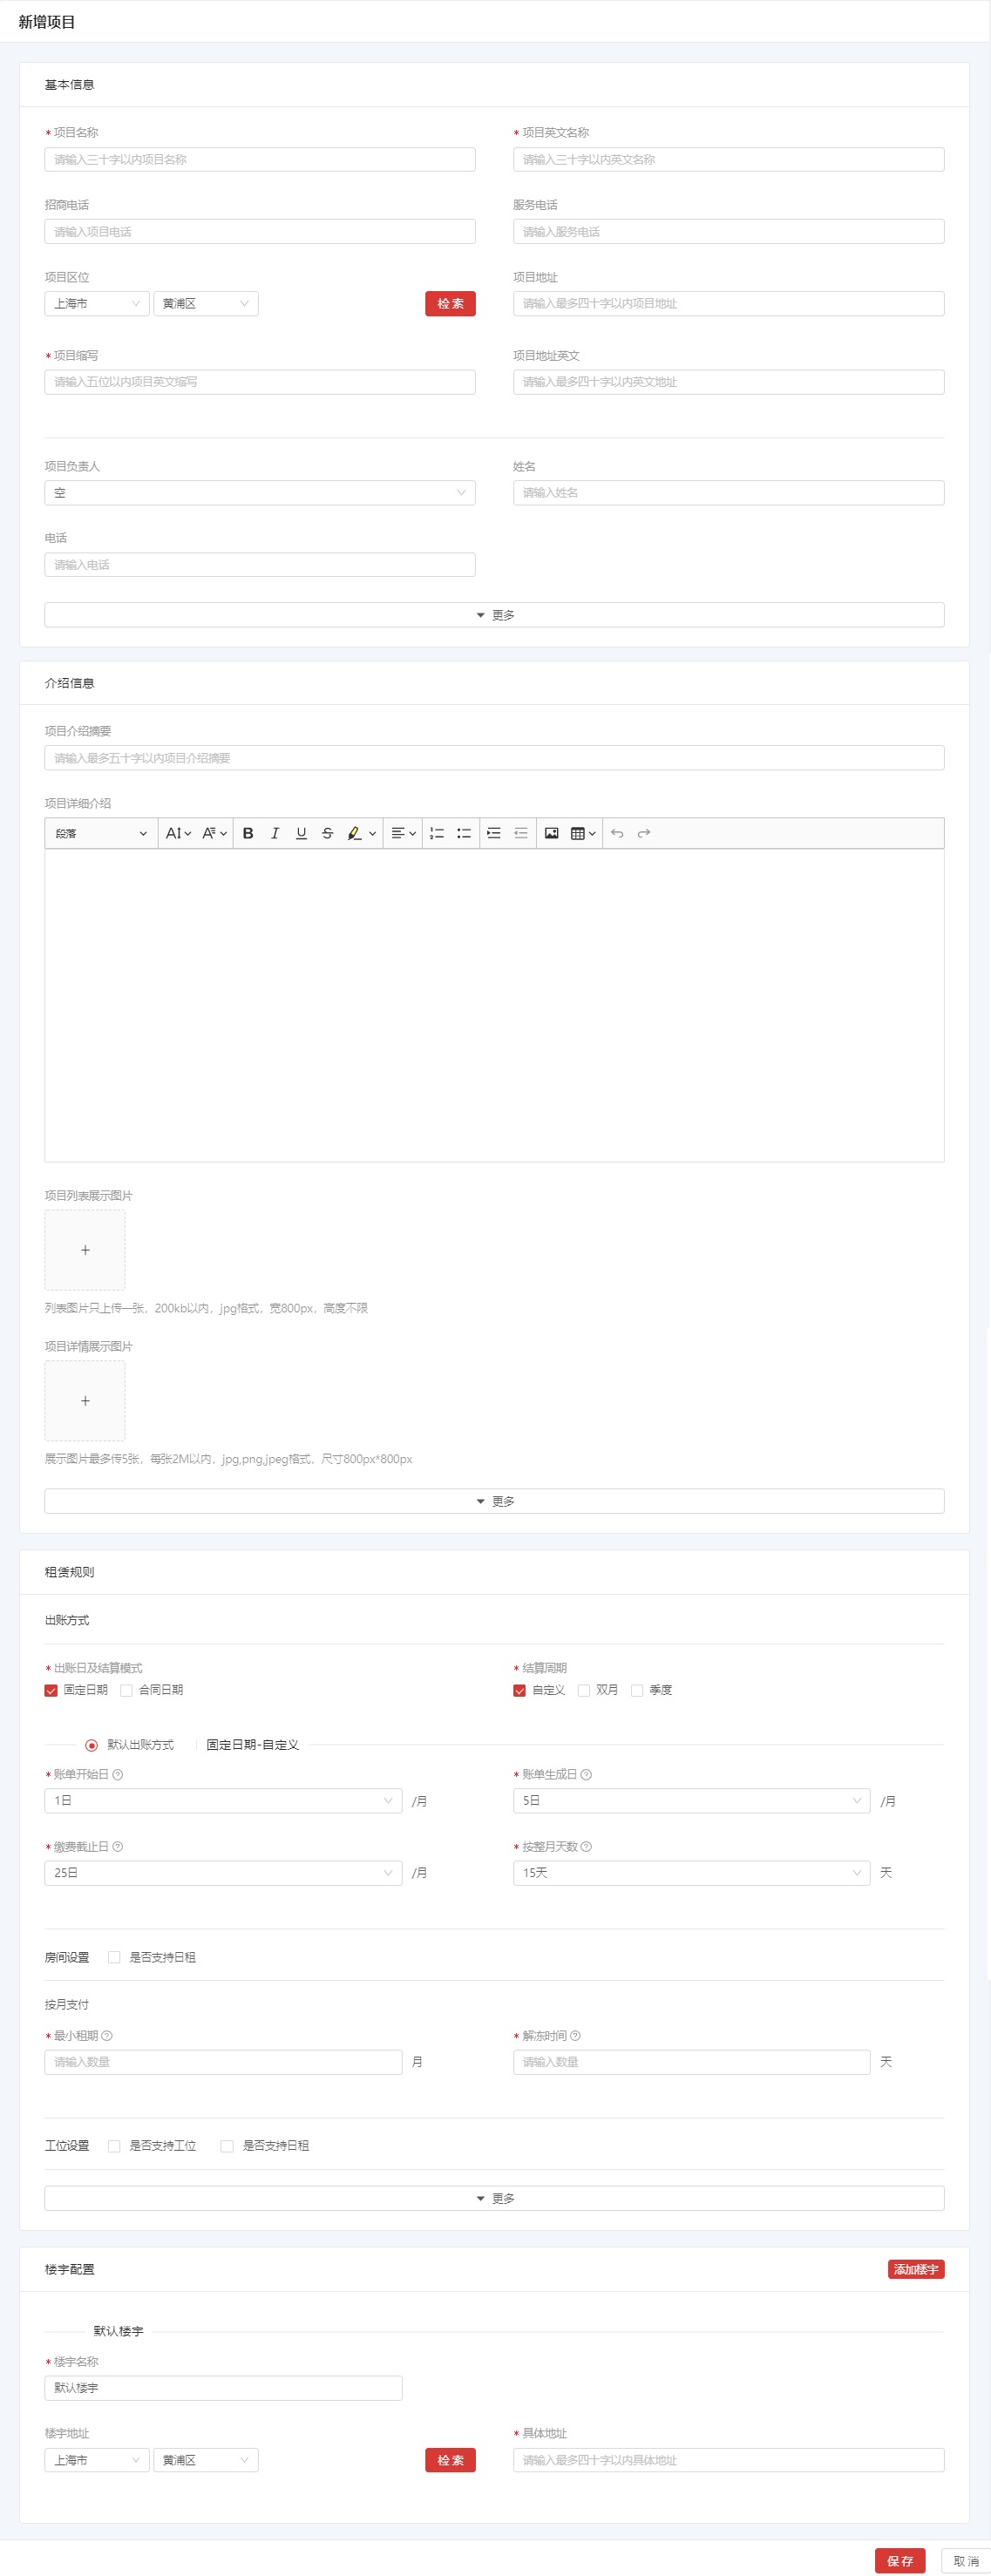 新增项目
基本信息
* 项目名称
* 项目英文名称
请输入三十字以内项目名称
请输入三十字以内英文名称
招商电话
服务电话
请输入项目电话
请输入服务电话
项目区位
项目地址
上海市 黄浦区 检索
请输入最多四十字以内项目地址
* 项目缩写
项目地址英文
请输入五位以内项目英文缩写
请输入最多四十字以内英文地址
项目负责人
姓名
空
请输入姓名
电话
请输入电话
更多
介绍信息
项目介绍摘要
请输入最多五十字以内项目介绍摘要
项目详细介绍
段落
项目列表展示图片
列表图片只上传一张，200kb以内，jpg格式，宽800px，高度不限
项目详情展示图片
展示图片最多传5张，每张2M以内，jpg,png,jpeg格式，尺寸800px*800px
更多
租赁规则
出账方式
* 出账日及结算模式
* 结算周期
固定日期 合同日期
自定义 双月 季度
默认出账方式 固定日期-自定义
* 账单开始日
* 账单生成日
1日 /月
5日 /月
* 缴费截止日
* 按整月天数
25日 /月
15天 天
房间设置 是否支持日租
按月支付
* 最小租期
* 解冻时间
请输入数量 月
请输入数量 天
工位设置 是否支持工位 是否支持日租
更多
楼宇配置 添加楼宇
默认楼宇
* 楼宇名称
默认楼宇
楼宇地址
* 具体地址
上海市 黄浦区 检索
请输入最多四十字以内具体地址
保存 取消